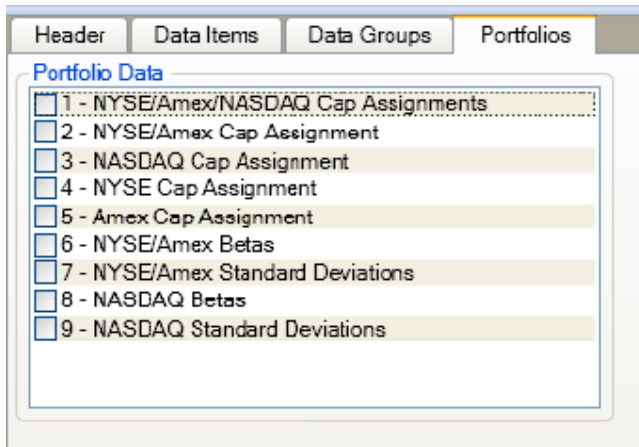 Header Data Items Data Groups Portfolios
Portfolio Data
1 - NYSE/Amex/NASDAQ Cap Assignments
2 - NYSE/Amex Cap Assignment
3 - NASDAQ Cap Assignment
4 - NYSE Cap Assignment
5 - Amex Cap Assignment
6 - NYSE/Amex Betas
7 - NYSE/Amex Standard Deviations
8 - NASDAQ Betas
9 - NASDAQ Standard Deviations